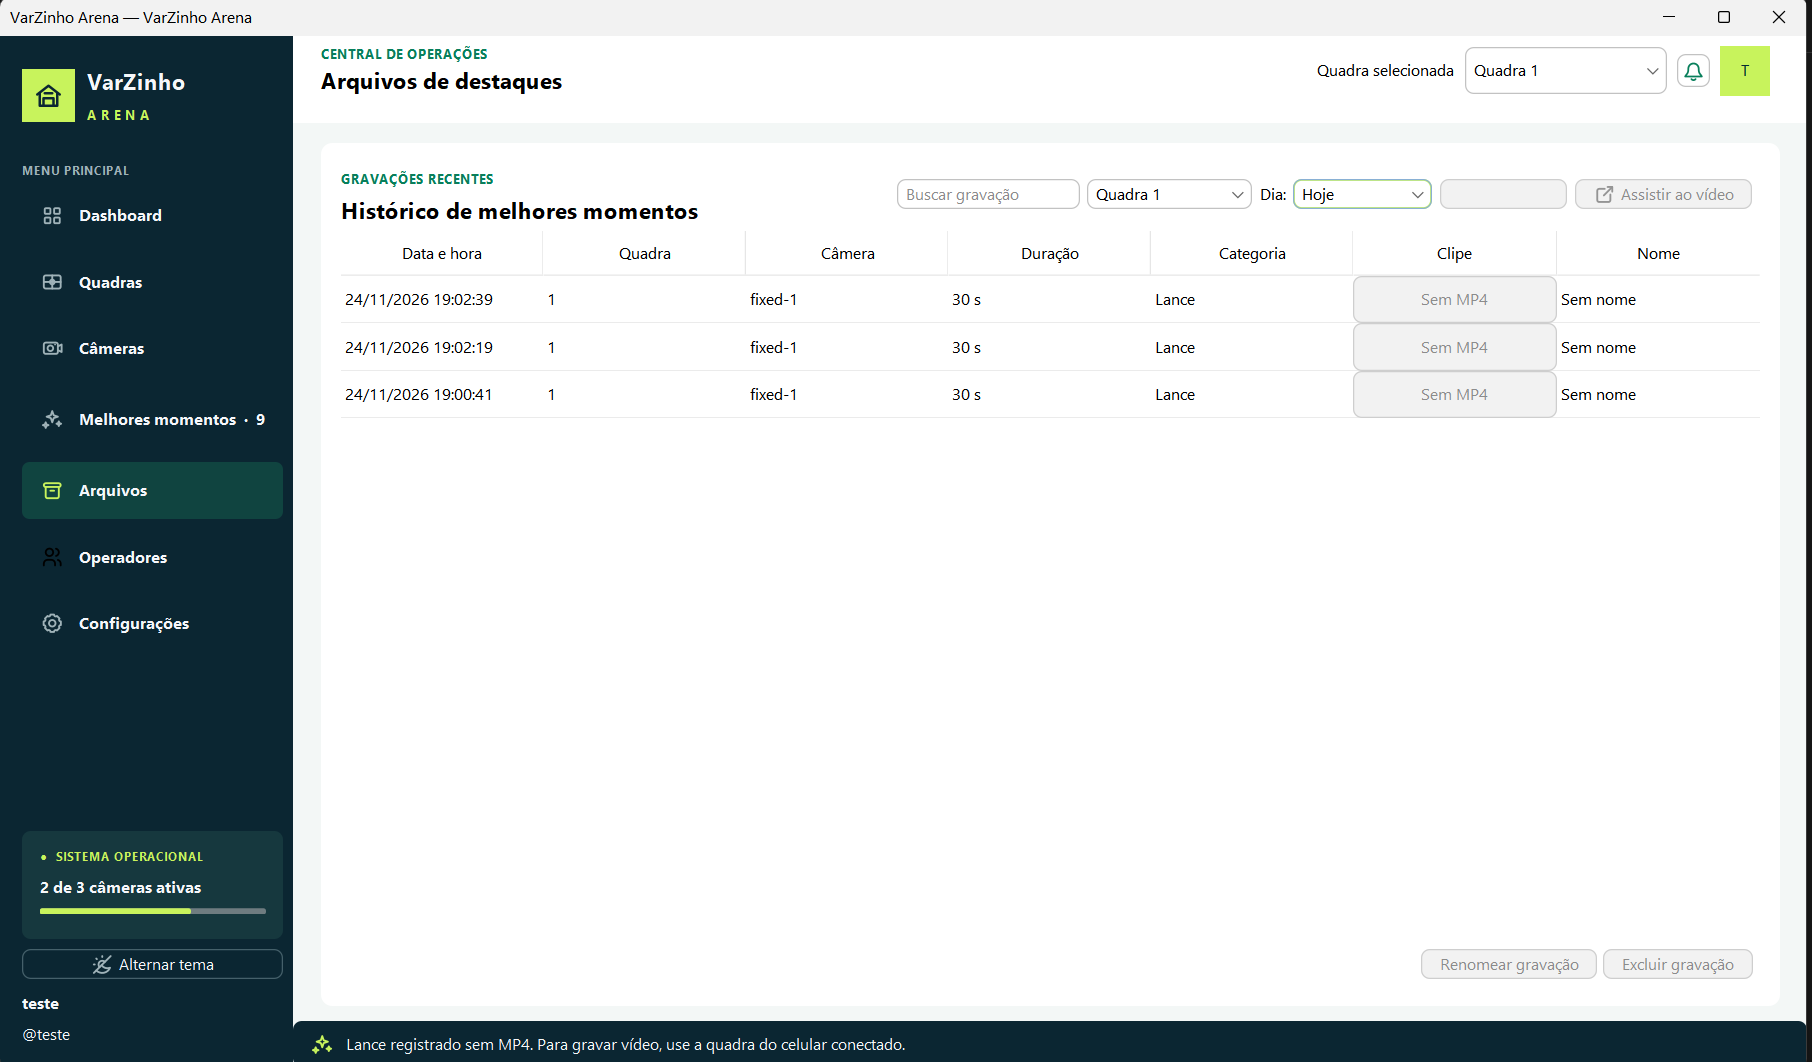 VarZinho Arena — VarZinho Arena
VarZinho
ARENA
MENU PRINCIPAL
Dashboard
Quadras
Câmeras
Melhores momentos · 9
Arquivos
Operadores
Configurações
• SISTEMA OPERACIONAL
2 de 3 câmeras ativas
Alternar tema
teste
@teste
CENTRAL DE OPERAÇÕES
Arquivos de destaques
Quadra selecionada Quadra 1 T
GRAVAÇÕES RECENTES
Histórico de melhores momentos
Buscar gravação Quadra 1 Dia: Hoje Assistir ao vídeo
Data e hora Quadra Câmera Duração Categoria Clipe Nome
24/11/2026 19:02:39 1 fixed-1 30 s Lance Sem MP4 Sem nome
24/11/2026 19:02:19 1 fixed-1 30 s Lance Sem MP4 Sem nome
24/11/2026 19:00:41 1 fixed-1 30 s Lance Sem MP4 Sem nome
Renomear gravação Excluir gravação
Lance registrado sem MP4. Para gravar vídeo, use a quadra do celular conectado.